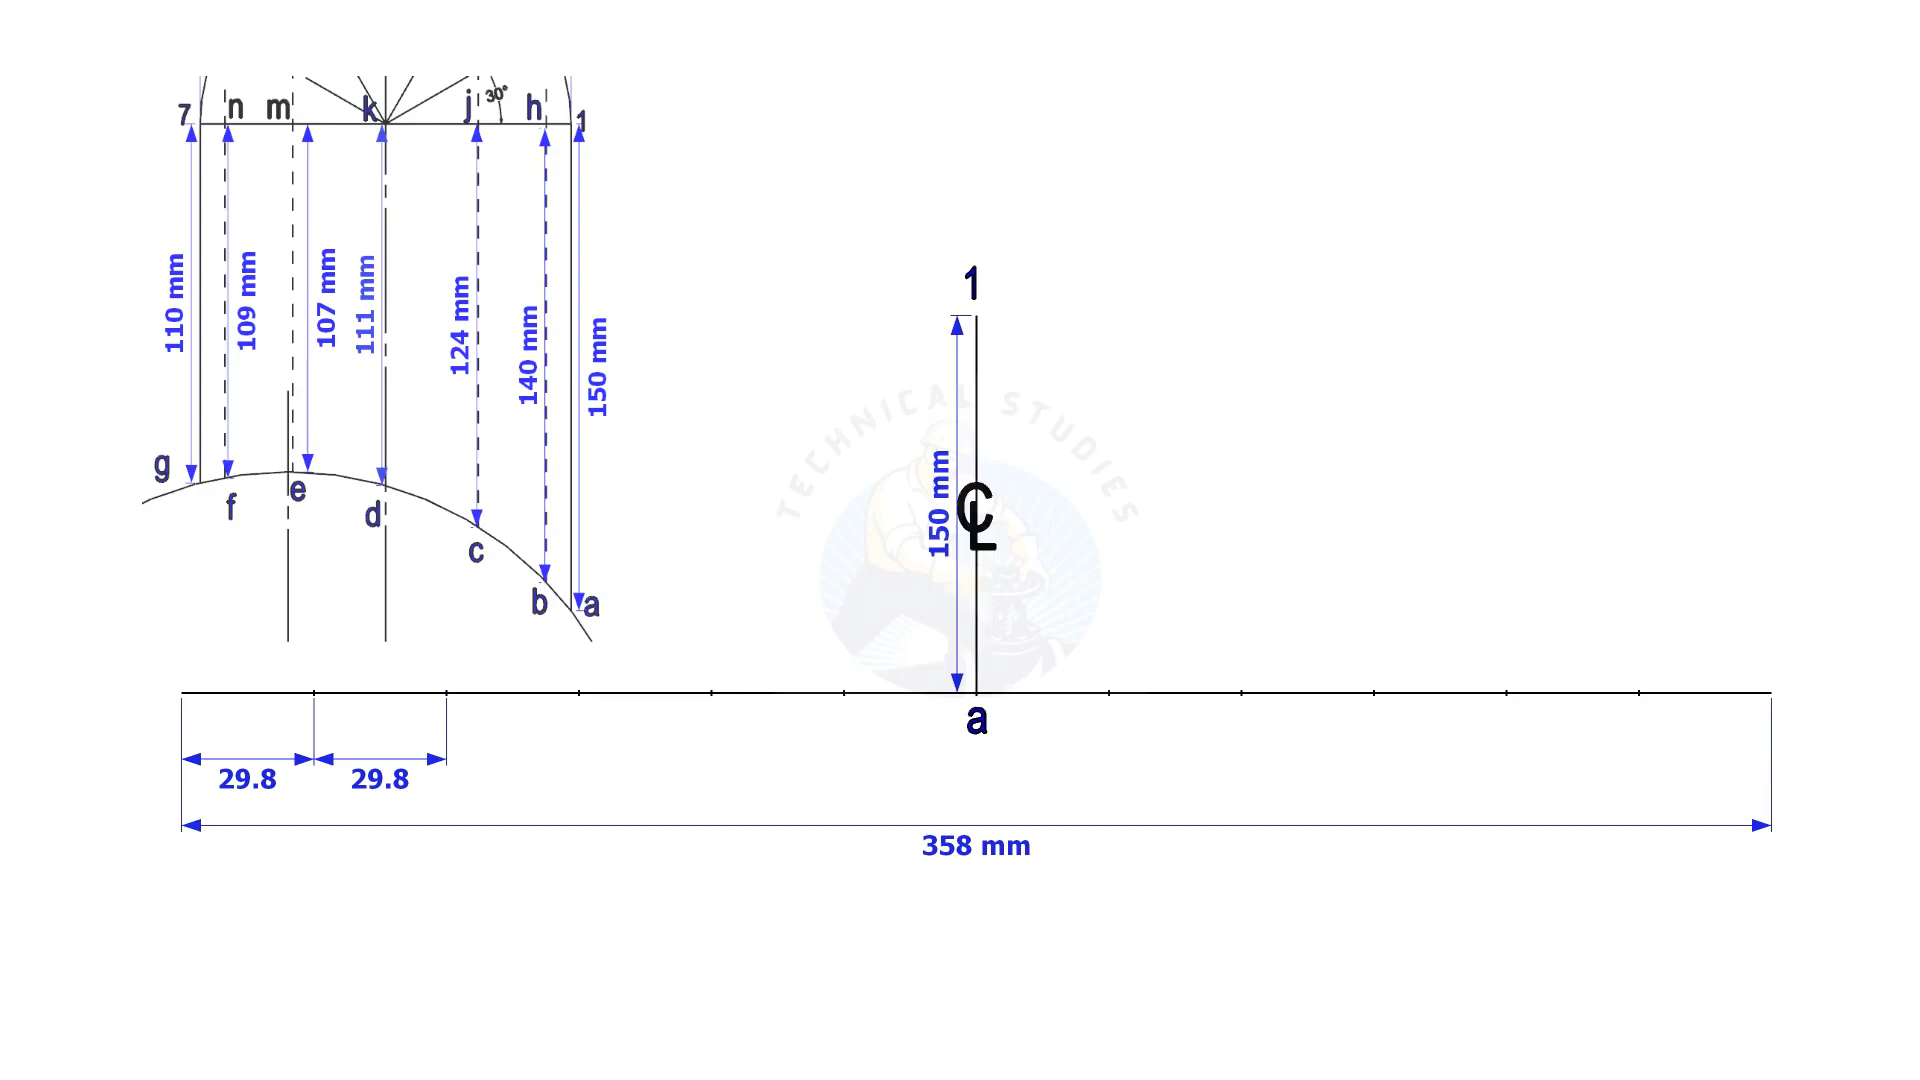 7 n m k j 30° h 1
110 mm
109 mm
107 mm
111 mm
124 mm
140 mm
150 mm
g
f
e
d
c
b
a
1
150 mm
℄
a
TECHNICAL STUDIES
29.8 29.8
358 mm